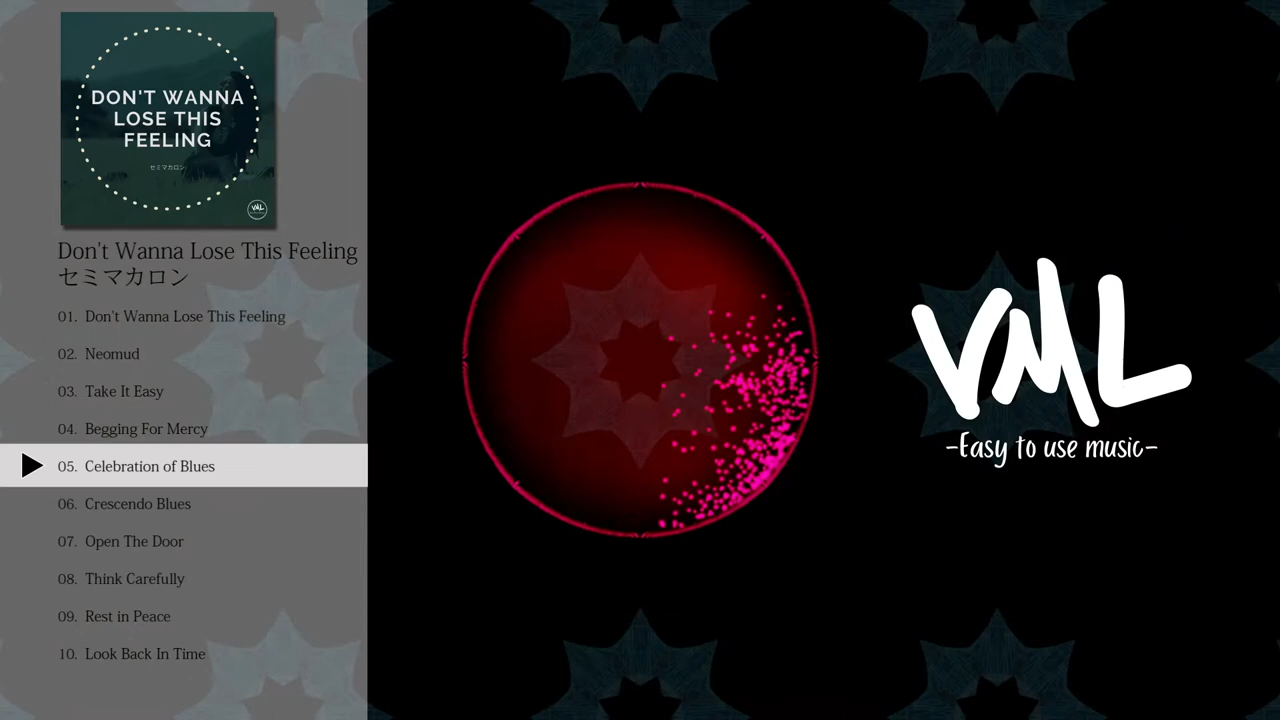 DON'T WANNA
LOSE THIS
FEELING
セミマカロン
VML
Don't Wanna Lose This Feeling
セミマカロン
01. Don't Wanna Lose This Feeling
02. Neomud
03. Take It Easy
04. Begging For Mercy
05. Celebration of Blues
06. Crescendo Blues
07. Open The Door
08. Think Carefully
09. Rest in Peace
10. Look Back In Time
VML
-Easy to use music-